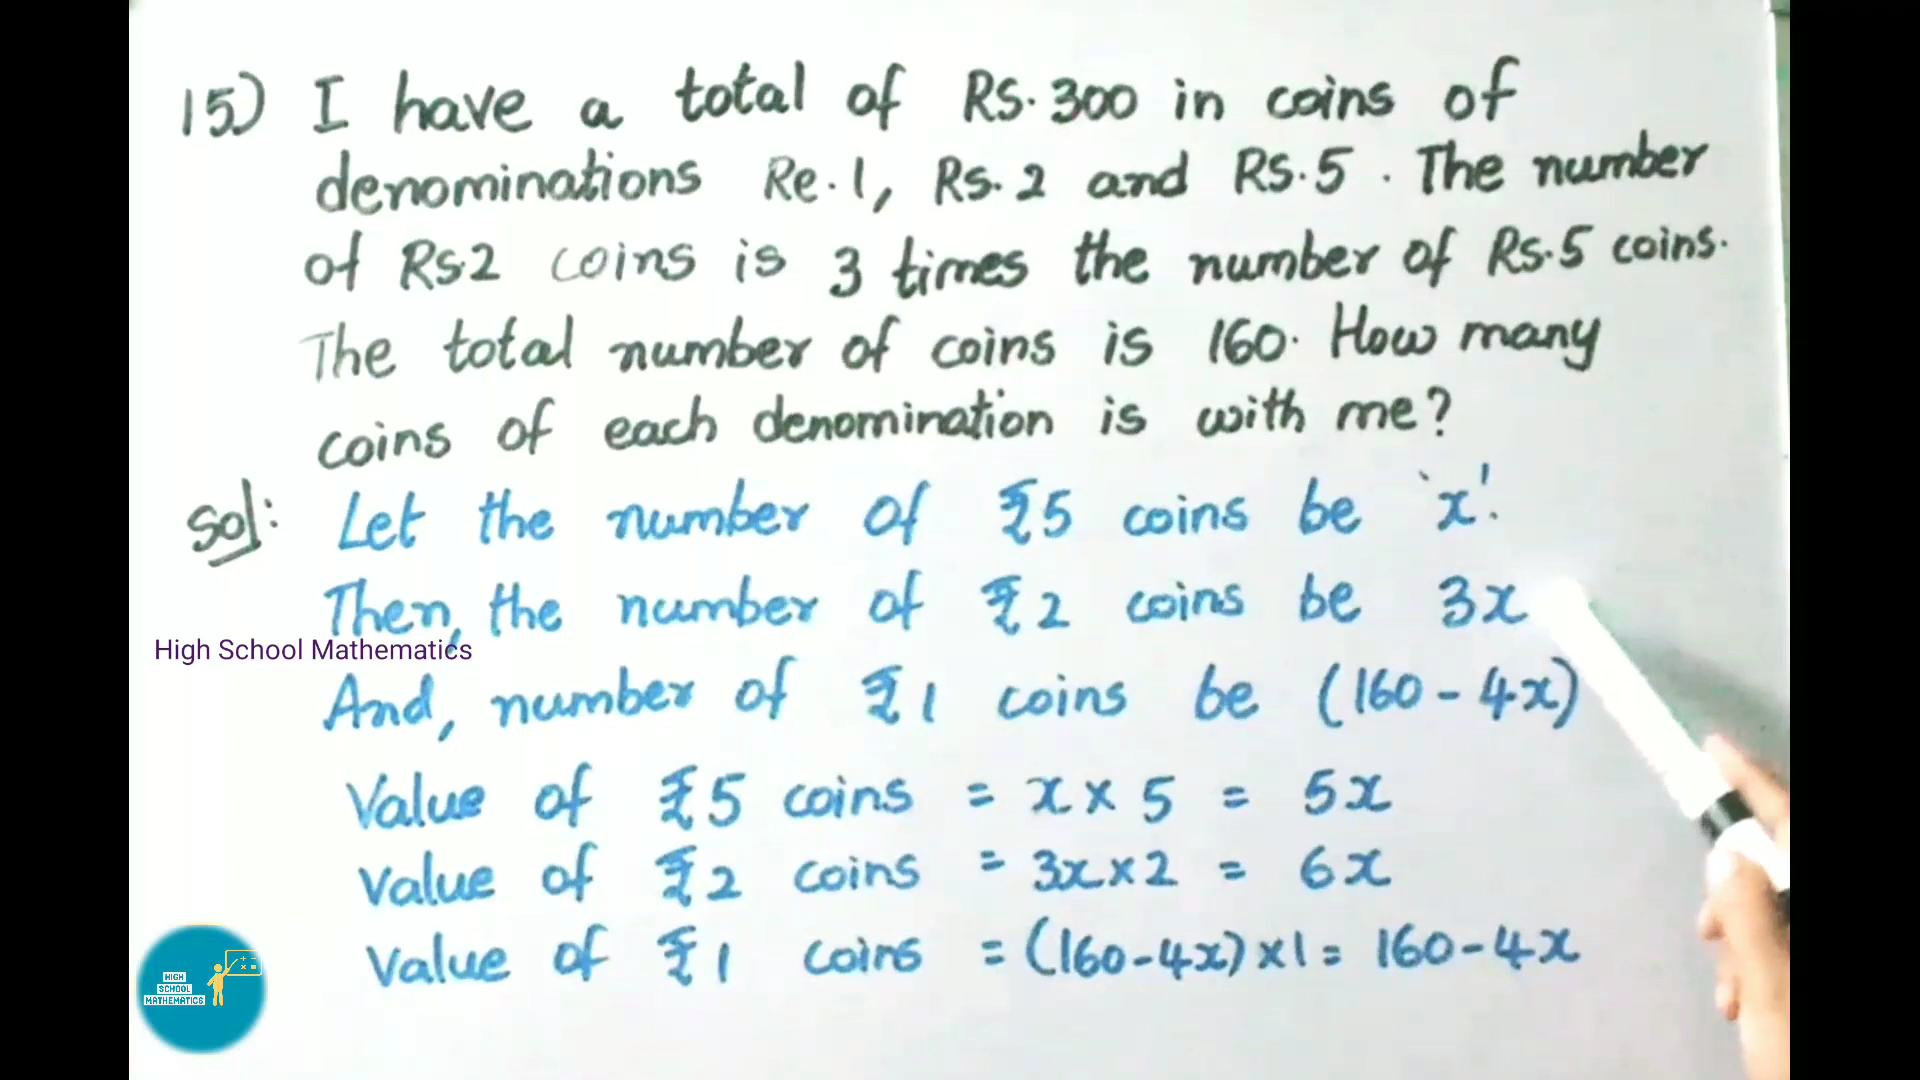 15) I have a total of Rs.300 in coins of
denominations Re.1, Rs.2 and Rs.5. The number
of Rs2 coins is 3 times the number of Rs.5 coins.
The total number of coins is 160. How many
coins of each denomination is with me?
Sol: Let the number of ₹5 coins be 'x'.
Then, the number of ₹2 coins be 3x
High School Mathematics
And, number of ₹1 coins be (160-4x)
Value of ₹5 coins = x × 5 = 5x
Value of ₹2 coins = 3x×2 = 6x
Value of ₹1 coins = (160-4x)×1 = 160-4x
HIGH
SCHOOL
MATHEMATICS